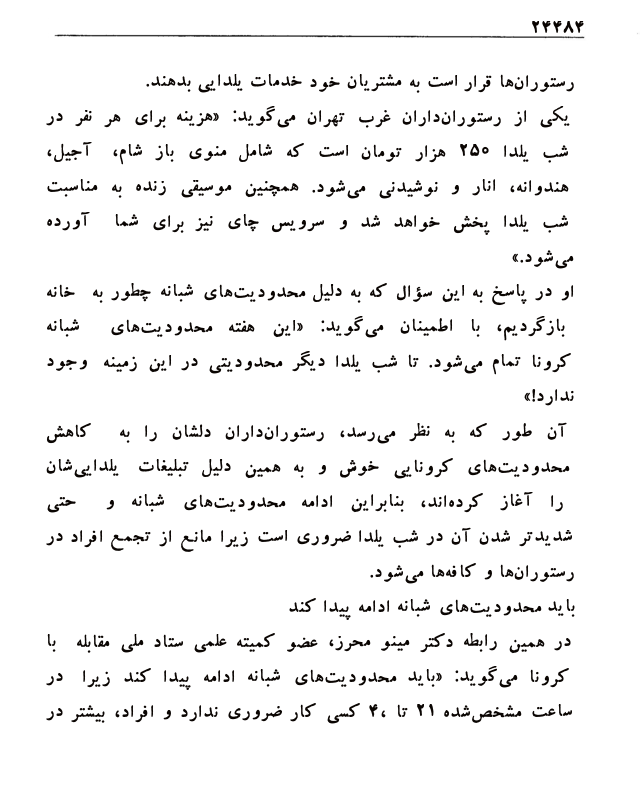 ۲۴۴۸۴
رستوران‌ها قرار است به مشتریان خود خدمات یلدایی بدهند.
یکی از رستوران‌داران غرب تهران می‌گوید: «هزینه برای هر نفر در
شب یلدا ۲۵۰ هزار تومان است که شامل منوی باز شام، آجیل،
هندوانه، انار و نوشیدنی می‌شود. همچنین موسیقی زنده به مناسبت
شب یلدا پخش خواهد شد و سرویس چای نیز برای شما آورده
می‌شود.»
او در پاسخ به این سؤال که به دلیل محدودیت‌های شبانه چطور به خانه
بازگردیم، با اطمینان می‌گوید: «این هفته محدودیت‌های شبانه
کرونا تمام می‌شود. تا شب یلدا دیگر محدودیتی در این زمینه وجود
ندارد!»
آن طور که به نظر می‌رسد، رستوران‌داران دلشان را به کاهش
محدودیت‌های کرونایی خوش و به همین دلیل تبلیغات یلدایی‌شان
را آغاز کرده‌اند، بنابراین ادامه محدودیت‌های شبانه و حتی
شدیدتر شدن آن در شب یلدا ضروری است زیرا مانع از تجمع افراد در
رستوران‌ها و کافه‌ها می‌شود.
باید محدودیت‌های شبانه ادامه پیدا کند
در همین رابطه دکتر مینو محرز، عضو کمیته علمی ستاد ملی مقابله با
کرونا می‌گوید: «باید محدودیت‌های شبانه ادامه پیدا کند زیرا در
ساعت مشخص‌شده ۲۱ تا ۴، کسی کار ضروری ندارد و افراد، بیشتر در